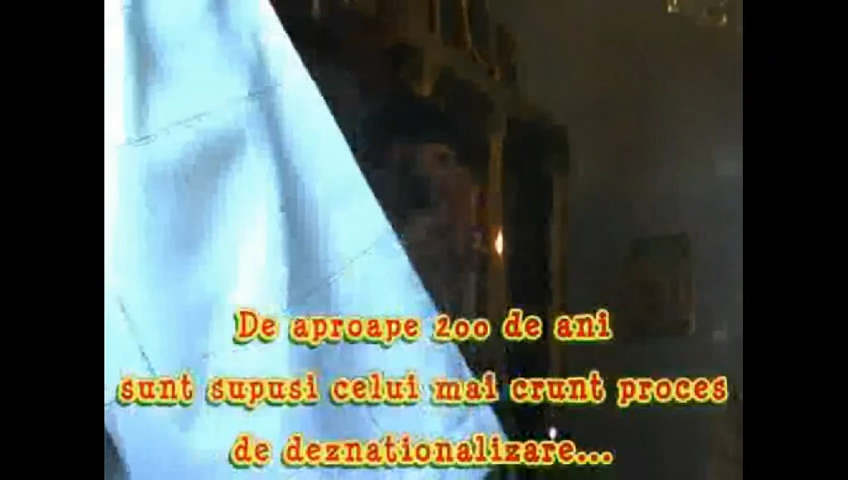 De aproape 200 de ani
sunt supusi celui mai crunt proces
de deznationalizare...